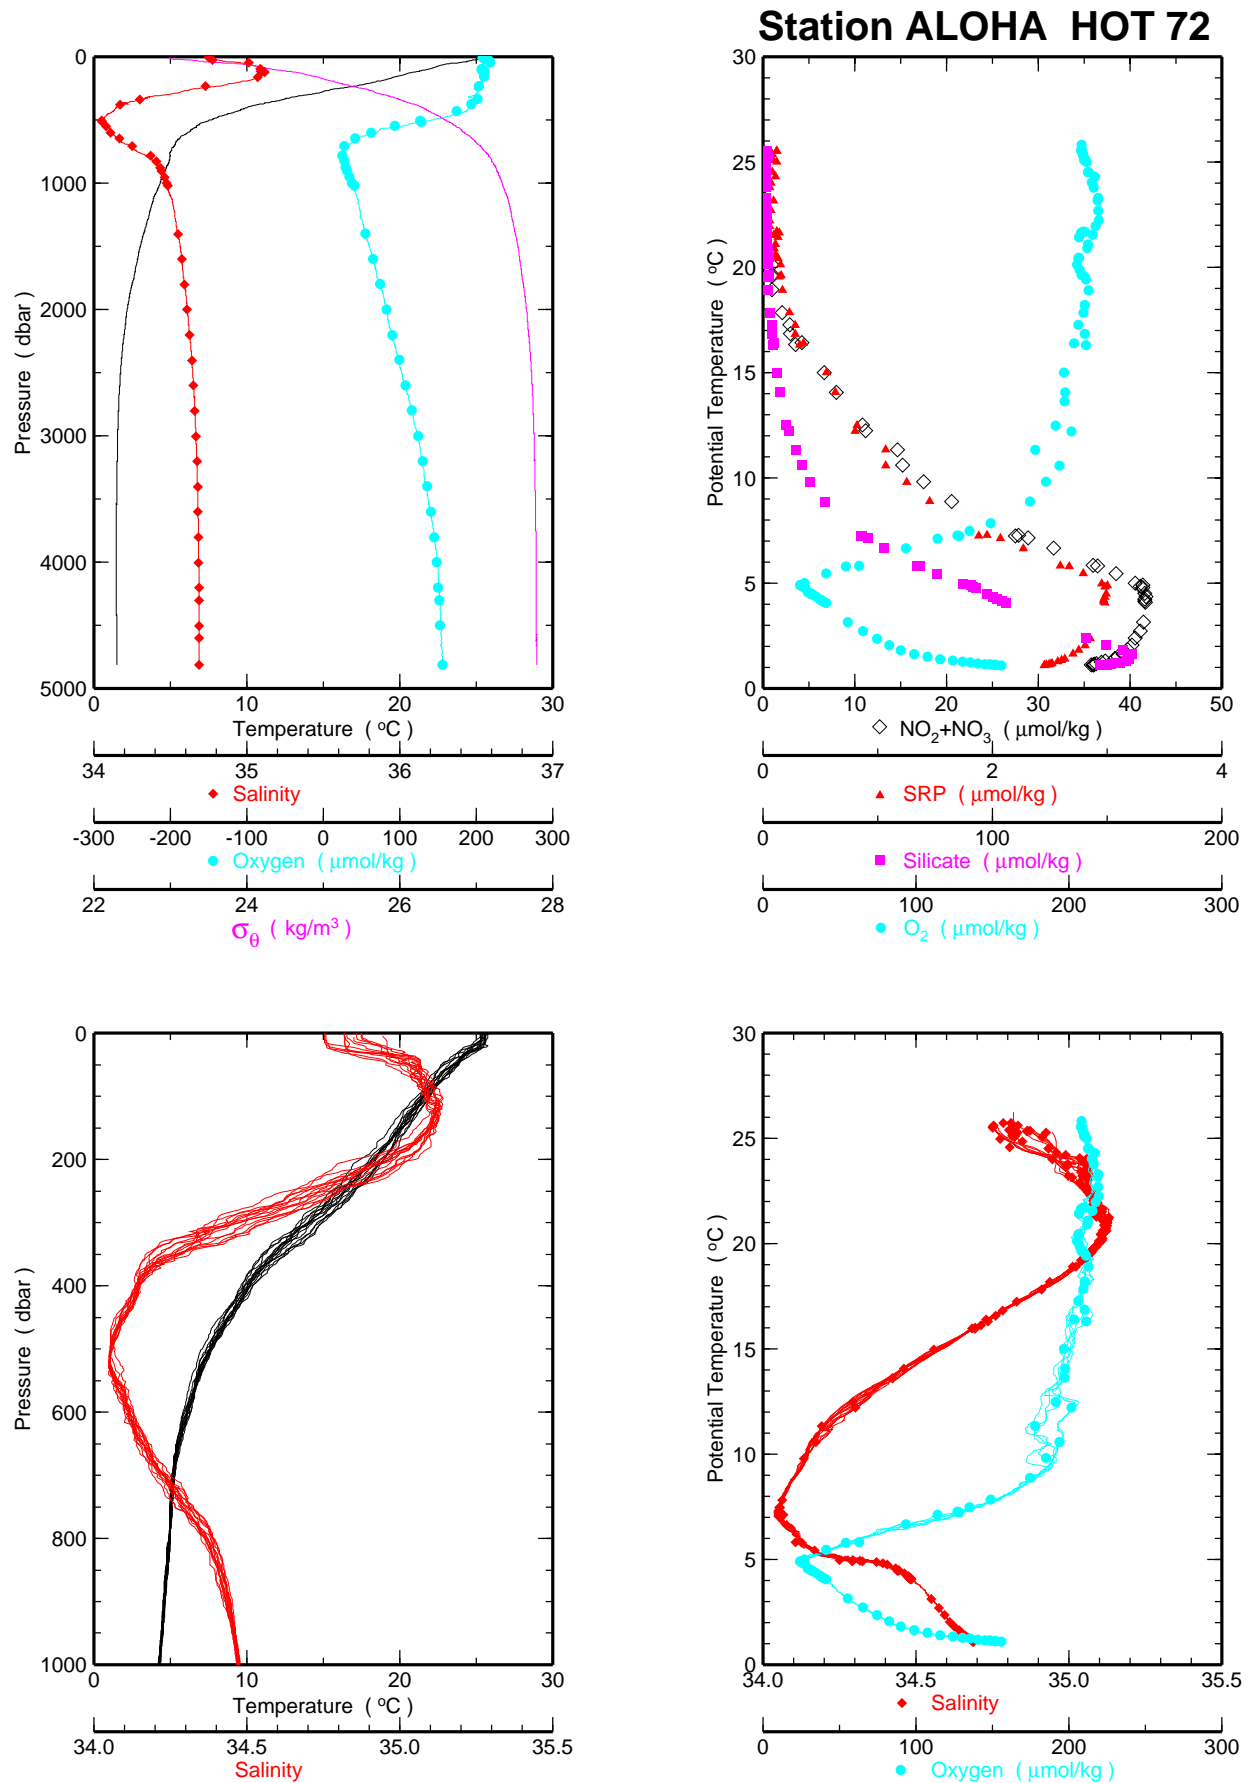 Station ALOHA  HOT 72
0
1000
2000
3000
4000
5000
Pressure ( dbar )
0 10 20 30
Temperature ( °C )
34 35 36 37
Salinity
-300 -200 -100 0 100 200 300
Oxygen ( µmol/kg )
22 24 26 28
σθ ( kg/m³ )
30
25
20
15
10
5
0
Potential Temperature ( °C )
0 10 20 30 40 50
NO₂+NO₃ ( µmol/kg )
0 2 4
SRP ( µmol/kg )
0 100 200
Silicate ( µmol/kg )
0 100 200 300
O₂ ( µmol/kg )
0
200
400
600
800
1000
Pressure ( dbar )
0 10 20 30
Temperature ( °C )
34.0 34.5 35.0 35.5
Salinity
30
25
20
15
10
5
0
Potential Temperature ( °C )
34.0 34.5 35.0 35.5
Salinity
0 100 200 300
Oxygen ( µmol/kg )